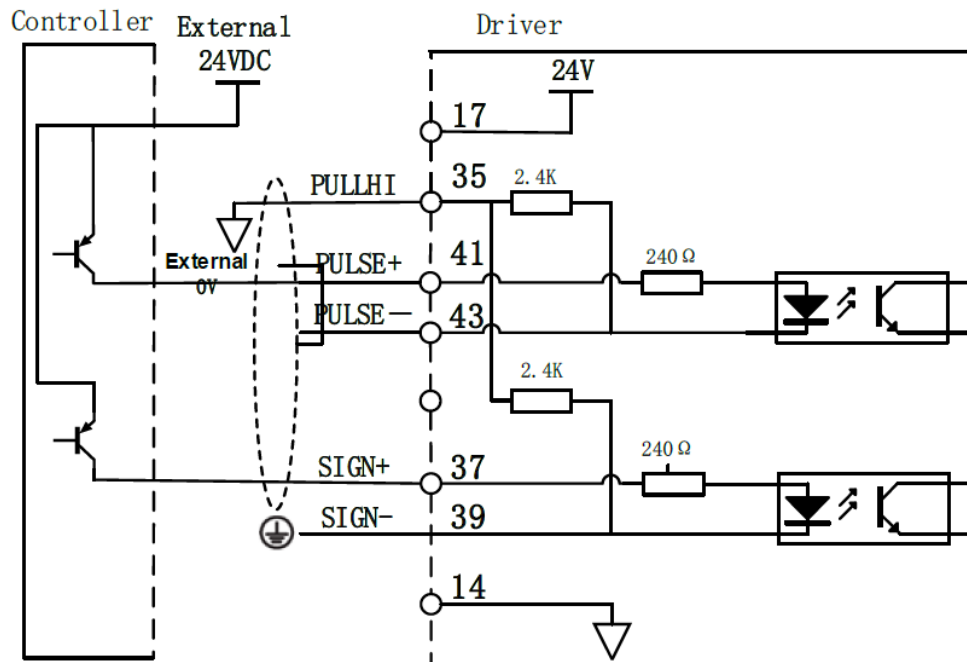 Controller
External
24VDC
Driver
24V
17
PULLHI
35
2.4K
External
0V
PULSE+
41
240Ω
PULSE—
43
2.4K
SIGN+
37
240Ω
SIGN-
39
14